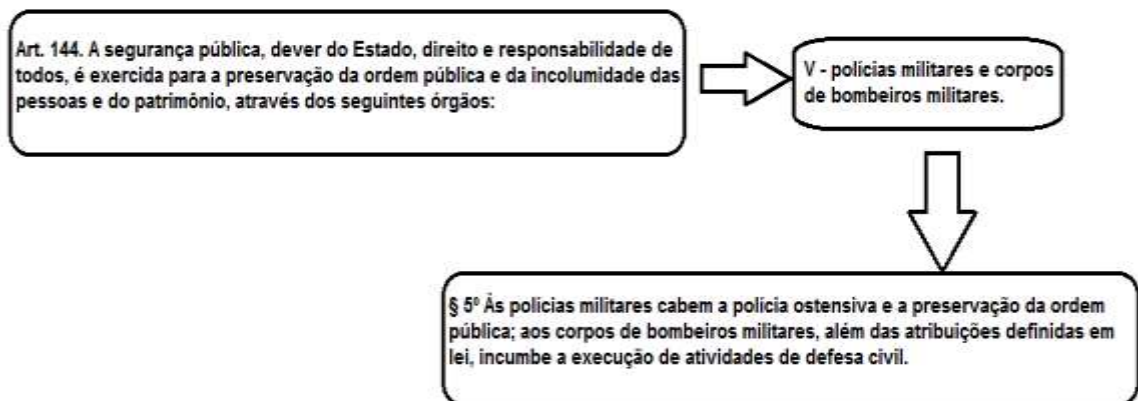 Art. 144. A segurança pública, dever do Estado, direito e responsabilidade de
todos, é exercida para a preservação da ordem pública e da incolumidade das
pessoas e do patrimônio, através dos seguintes órgãos:
V - polícias militares e corpos
de bombeiros militares.
§ 5º Às polícias militares cabem a polícia ostensiva e a preservação da ordem
pública; aos corpos de bombeiros militares, além das atribuições definidas em
lei, incumbe a execução de atividades de defesa civil.